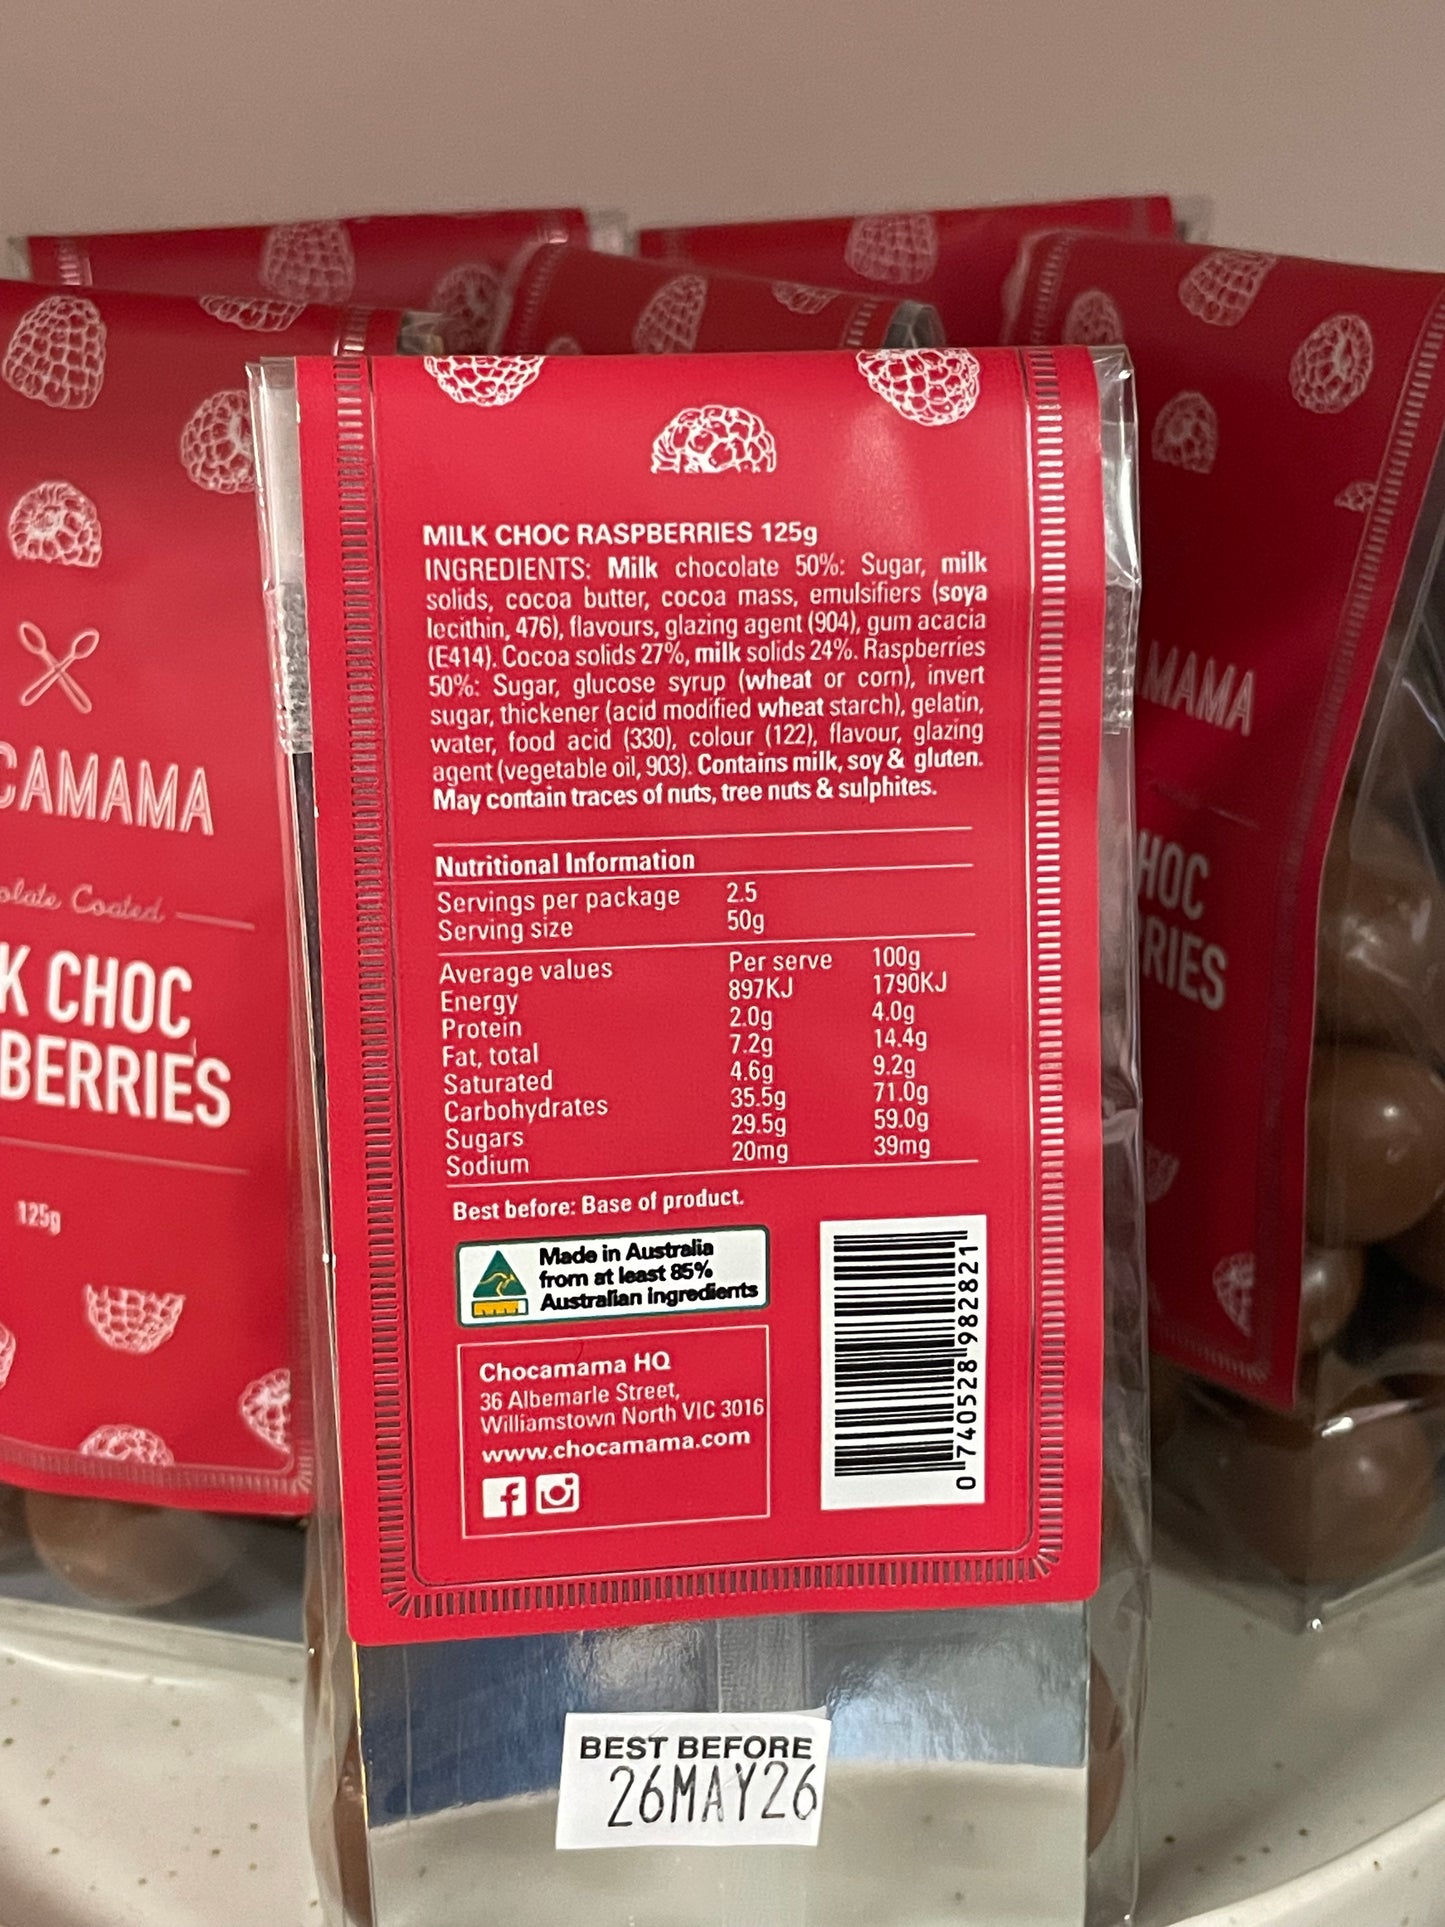 MILK CHOC RASPBERRIES 125g
INGREDIENTS: Milk chocolate 50%: Sugar, milk
solids, cocoa butter, cocoa mass, emulsifiers (soya
lecithin, 476), flavours, glazing agent (904), gum acacia
(E414). Cocoa solids 27%, milk solids 24%. Raspberries
50%: Sugar, glucose syrup (wheat or corn), invert
sugar, thickener (acid modified wheat starch), gelatin,
water, food acid (330), colour (122), flavour, glazing
agent (vegetable oil, 903). Contains milk, soy & gluten.
May contain traces of nuts, tree nuts & sulphites.
Nutritional Information
Servings per package 2.5
Serving size 50g
Average values Per serve 100g
Energy 897KJ 1790KJ
Protein 2.0g 4.0g
Fat, total 7.2g 14.4g
Saturated 4.6g 9.2g
Carbohydrates 35.5g 71.0g
Sugars 29.5g 59.0g
Sodium 20mg 39mg
Best before: Base of product.
Made in Australia
from at least 85%
Australian ingredients
Chocamama HQ
36 Albemarle Street,
Williamstown North VIC 3016
www.chocamama.com
0 740528 982821
BEST BEFORE
26MAY26
CAMAMA
olate Coated
K CHOC
BERRIES
125g
MAMA
HOC
RIES